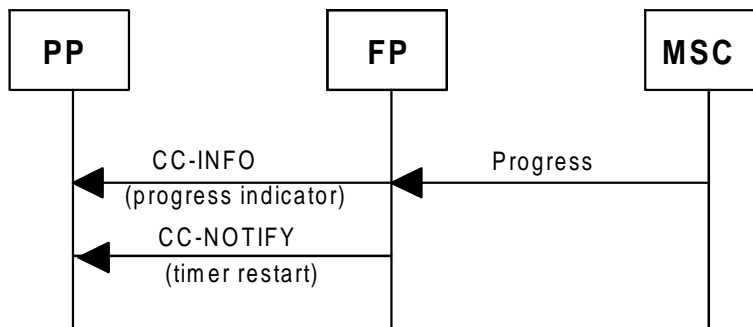 PP FP MSC
CC-INFO Progress
(progress indicator)
CC-NOTIFY
(timer restart)